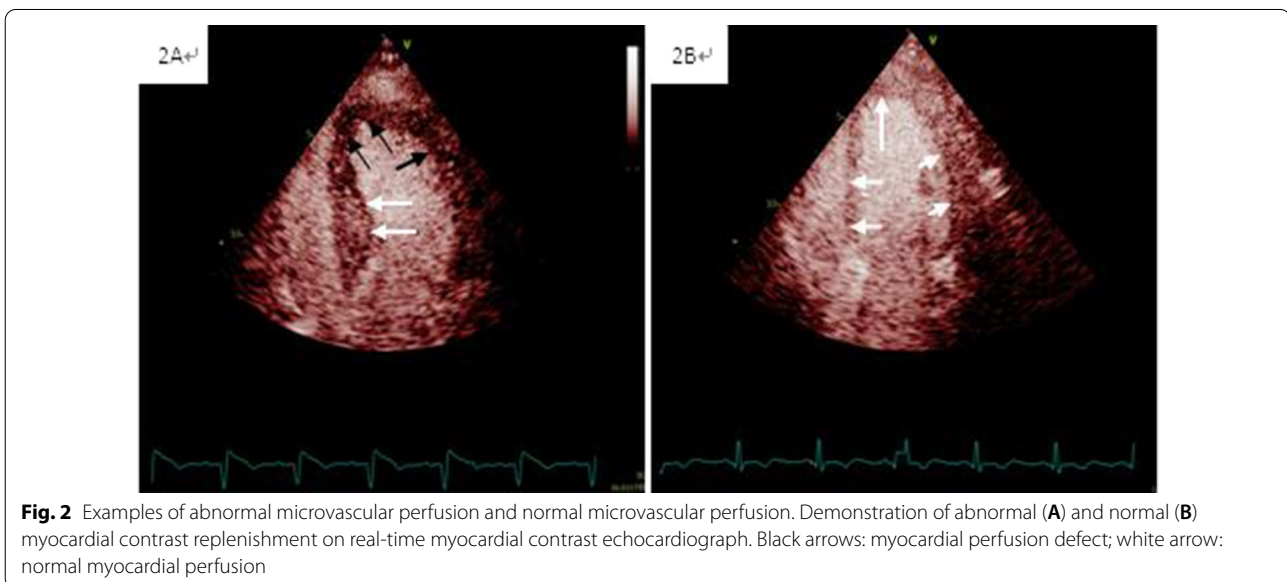 2A↵
V
2B↵
V
Fig. 2 Examples of abnormal microvascular perfusion and normal microvascular perfusion. Demonstration of abnormal (A) and normal (B)
myocardial contrast replenishment on real-time myocardial contrast echocardiograph. Black arrows: myocardial perfusion defect; white arrow:
normal myocardial perfusion